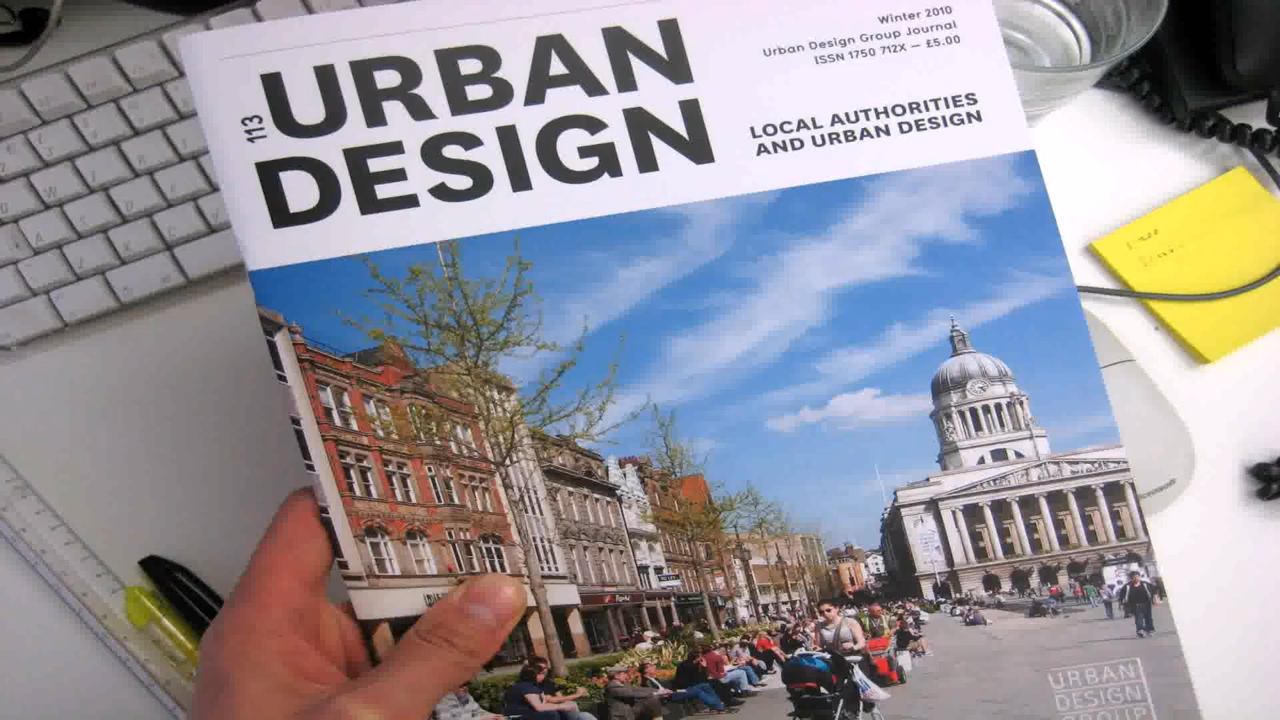 113
URBAN
DESIGN
Winter 2010
Urban Design Group Journal
ISSN 1750 712X — £5.00
LOCAL AUTHORITIES
AND URBAN DESIGN
URBAN
DESIGN
GROUP